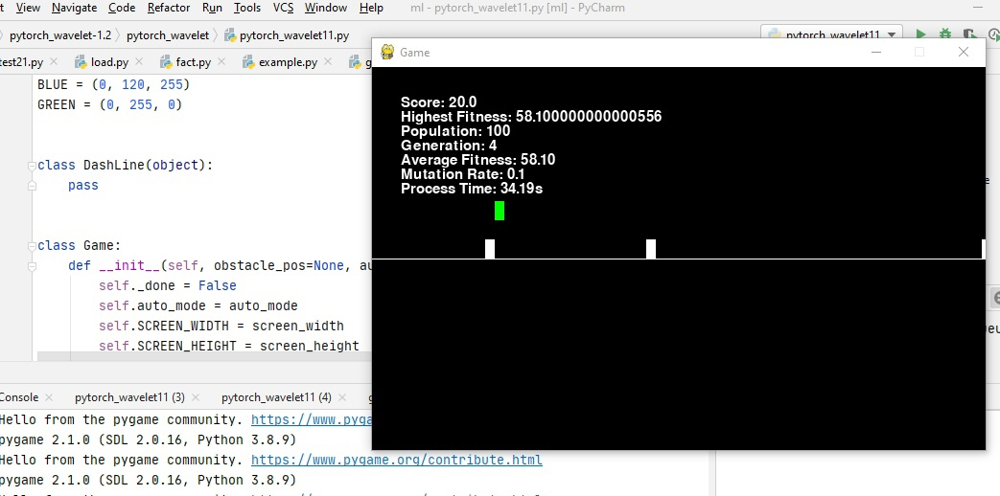 t View Navigate Code Refactor Run Tools VCS Window Help ml - pytorch_wavelet11.py [ml] - PyCharm
pytorch_wavelet-1.2 pytorch_wavelet pytorch_wavelet11.py
pytorch_wavelet11
test21.py load.py fact.py example.py g
Game
BLUE = (0, 120, 255)
GREEN = (0, 255, 0)
class DashLine(object):
pass
class Game:
def __init__(self, obstacle_pos=None, au
self._done = False
self.auto_mode = auto_mode
self.SCREEN_WIDTH = screen_width
self.SCREEN_HEIGHT = screen_height
Score: 20.0
Highest Fitness: 58.100000000000556
Population: 100
Generation: 4
Average Fitness: 58.10
Mutation Rate: 0.1
Process Time: 34.19s
Console pytorch_wavelet11 (3) pytorch_wavelet11 (4) g
Hello from the pygame community. https://www.pyga
pygame 2.1.0 (SDL 2.0.16, Python 3.8.9)
Hello from the pygame community. https://www.pygame.org/contribute.html
pygame 2.1.0 (SDL 2.0.16, Python 3.8.9)